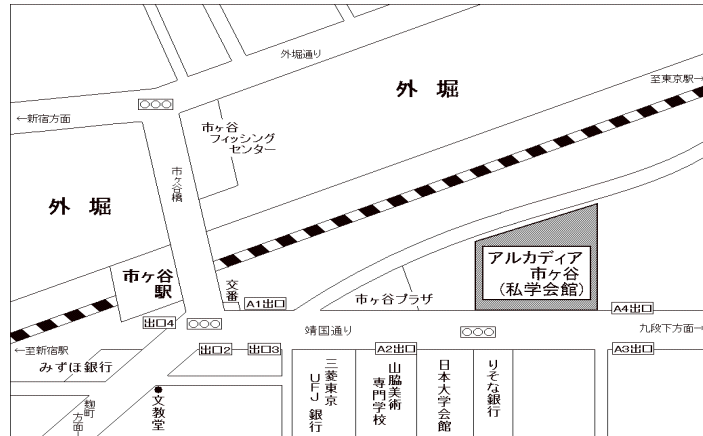 外堀通り
外 堀
至東京駅→
←新宿方面
市ヶ谷
フィッシング
センター
市ヶ谷橋
外 堀
アルカディア
市ヶ谷
(私学会館)
市ヶ谷
駅
交番
A1出口
市ヶ谷プラザ
A4出口
出口4
靖国通り
九段下方面→
←至新宿駅
出口2
出口3
A2出口
A3出口
みずほ銀行
三菱東京
UFJ 銀行
山脇美術
専門学校
日本大学会館
りそな銀行
文教堂
麹町
方面